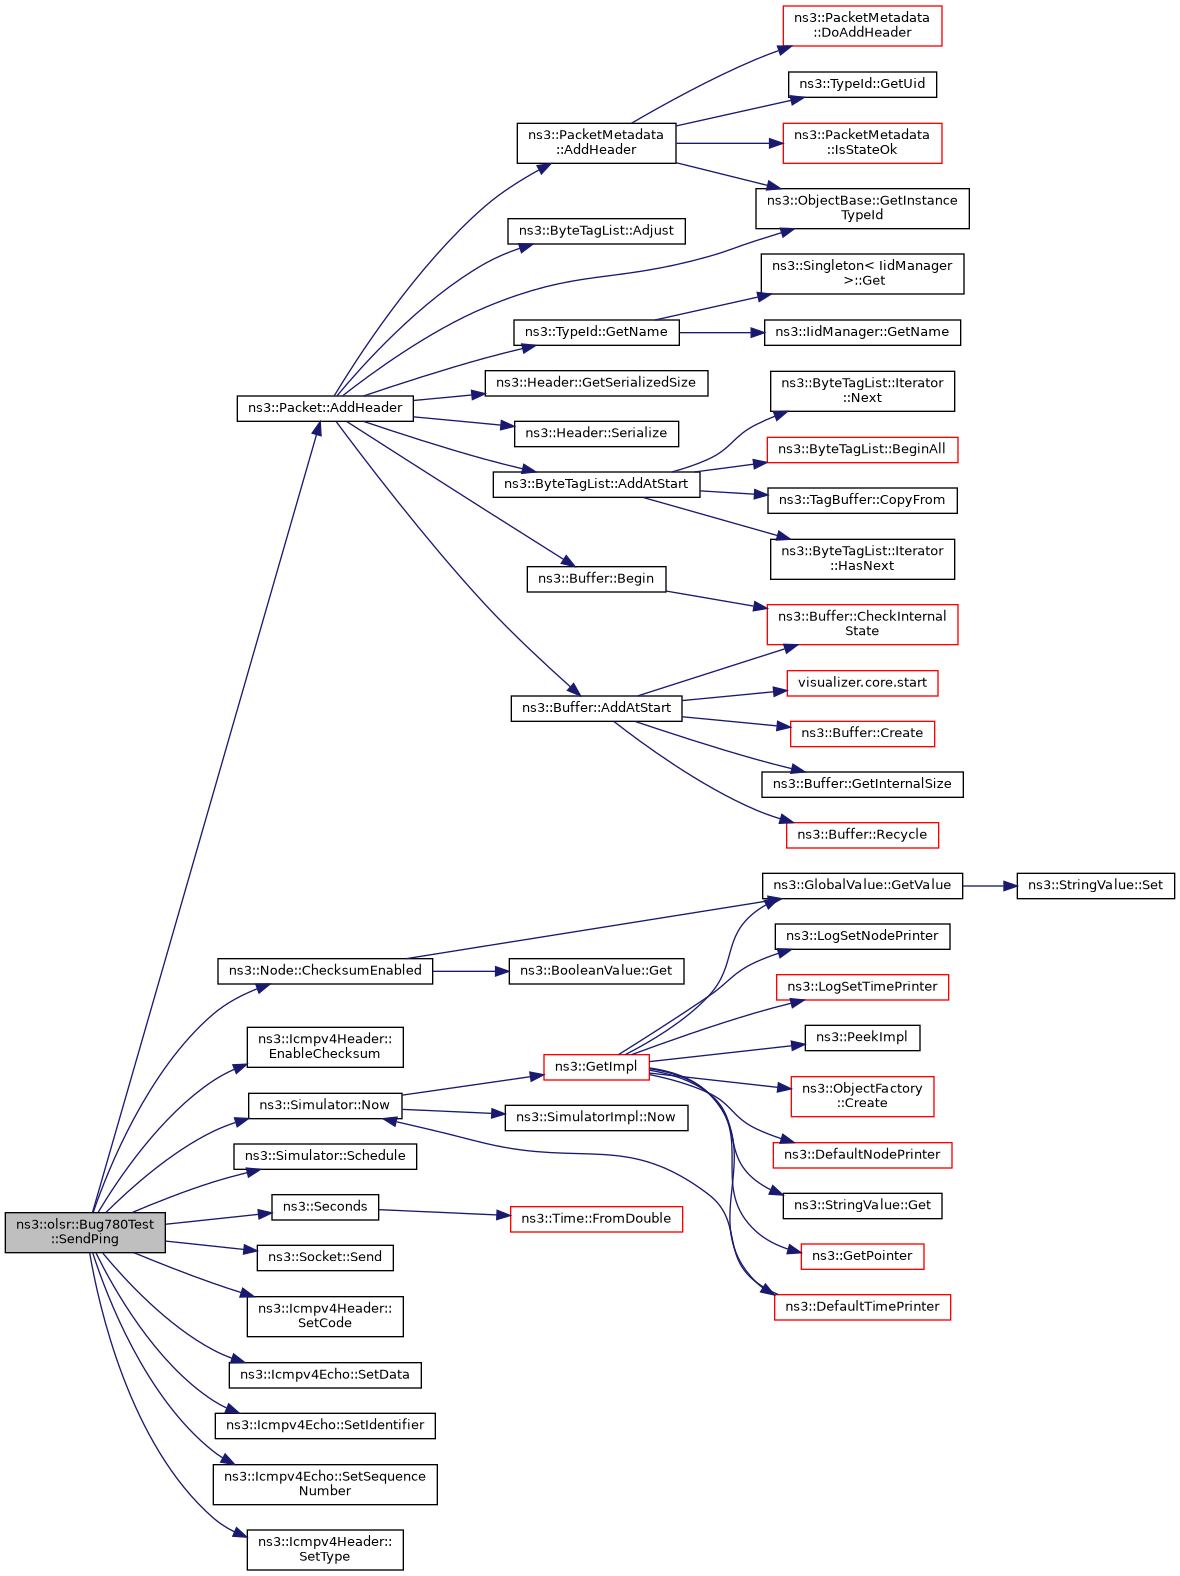 ns3::PacketMetadata
::DoAddHeader
ns3::TypeId::GetUid
ns3::PacketMetadata
::AddHeader
ns3::PacketMetadata
::IsStateOk
ns3::ObjectBase::GetInstance
TypeId
ns3::ByteTagList::Adjust
ns3::Singleton< IidManager
>::Get
ns3::TypeId::GetName
ns3::IidManager::GetName
ns3::Header::GetSerializedSize
ns3::ByteTagList::Iterator
::Next
ns3::Packet::AddHeader
ns3::Header::Serialize
ns3::ByteTagList::BeginAll
ns3::ByteTagList::AddAtStart
ns3::TagBuffer::CopyFrom
ns3::ByteTagList::Iterator
::HasNext
ns3::Buffer::Begin
ns3::Buffer::CheckInternal
State
visualizer.core.start
ns3::Buffer::AddAtStart
ns3::Buffer::Create
ns3::Buffer::GetInternalSize
ns3::Buffer::Recycle
ns3::GlobalValue::GetValue
ns3::StringValue::Set
ns3::LogSetNodePrinter
ns3::Node::ChecksumEnabled
ns3::BooleanValue::Get
ns3::LogSetTimePrinter
ns3::Icmpv4Header::
EnableChecksum
ns3::PeekImpl
ns3::GetImpl
ns3::ObjectFactory
::Create
ns3::Simulator::Now
ns3::SimulatorImpl::Now
ns3::Simulator::Schedule
ns3::DefaultNodePrinter
ns3::Seconds
ns3::StringValue::Get
ns3::olsr::Bug780Test
::SendPing
ns3::Time::FromDouble
ns3::Socket::Send
ns3::GetPointer
ns3::Icmpv4Header::
SetCode
ns3::DefaultTimePrinter
ns3::Icmpv4Echo::SetData
ns3::Icmpv4Echo::SetIdentifier
ns3::Icmpv4Echo::SetSequence
Number
ns3::Icmpv4Header::
SetType